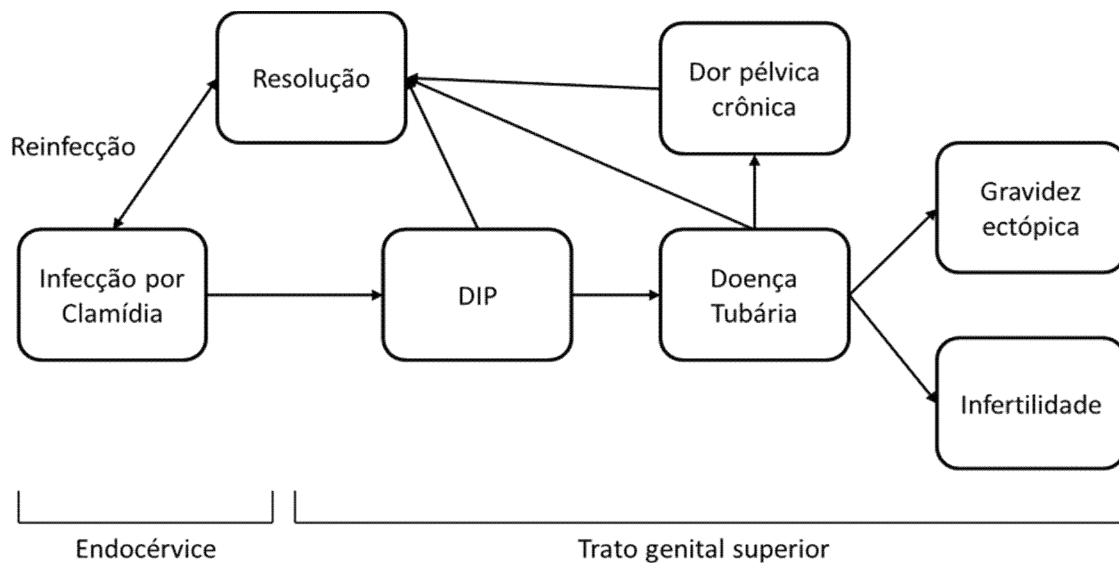 Resolução
Dor pélvica
crônica
Reinfecção
Gravidez
ectópica
Infecção por
Clamídia
DIP
Doença
Tubária
Infertilidade
Endocérvice
Trato genital superior